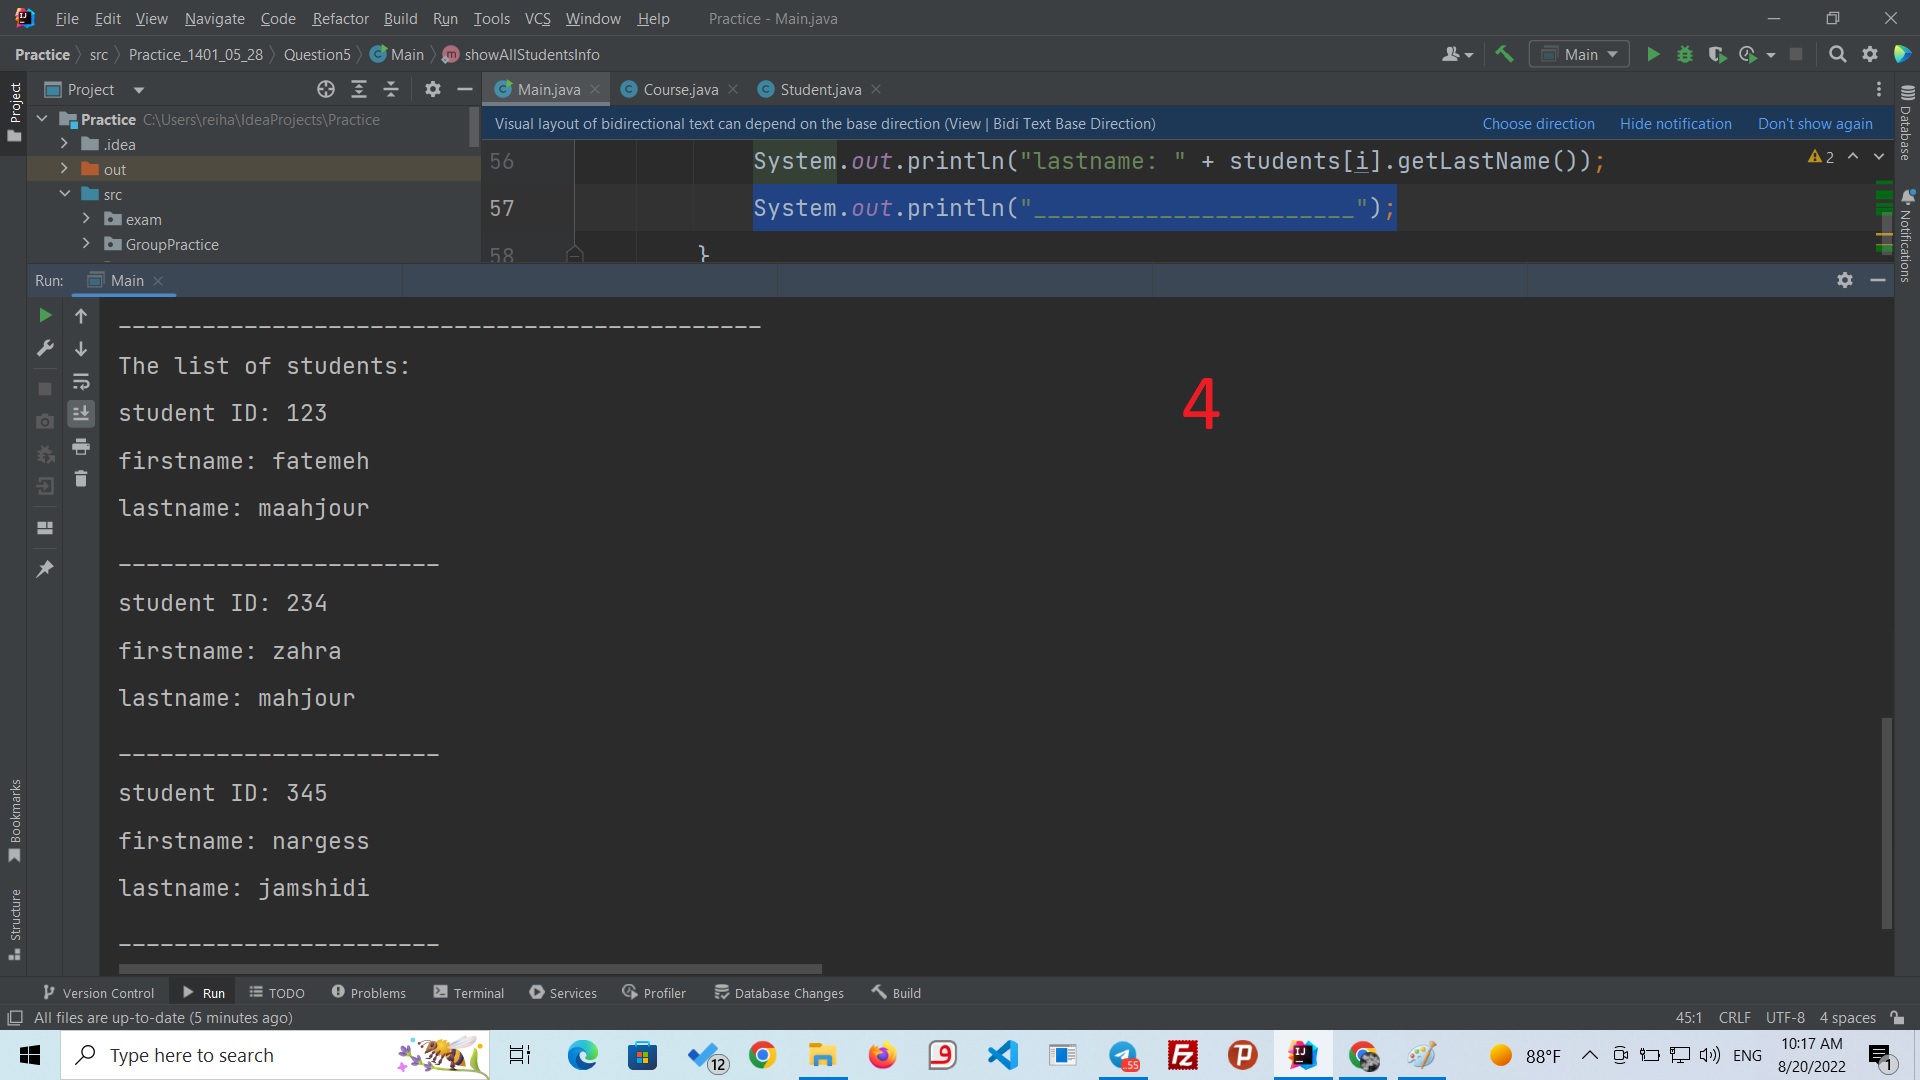 File Edit View Navigate Code Refactor Build Run Tools VCS Window Help Practice - Main.java
Practice src Practice_1401_05_28 Question5 Main showAllStudentsInfo Main
Project Project Main.java Course.java Student.java
Practice C:\Users\reiha\IdeaProjects\Practice
.idea
out
src
exam
GroupPractice
Visual layout of bidirectional text can depend on the base direction (View | Bidi Text Base Direction) Choose direction Hide notification Don't show again
56 System.out.println("lastname: " + students[i].getLastName()); 2
57 System.out.println("_______________________");
58 }
Database
Notifications
Run: Main
______________________________________________
The list of students:
student ID: 123
firstname: fatemeh
lastname: maahjour
_______________________
student ID: 234
firstname: zahra
lastname: mahjour
_______________________
student ID: 345
firstname: nargess
lastname: jamshidi
_______________________
4
Bookmarks
Structure
Version Control Run TODO Problems Terminal Services Profiler Database Changes Build
All files are up-to-date (5 minutes ago) 45:1 CRLF UTF-8 4 spaces
Type here to search 12 55 88°F ENG 10:17 AM
8/20/2022 1